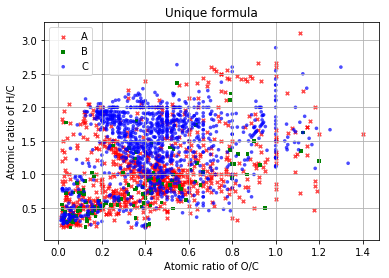 Unique formula
A
B
C
Atomic ratio of H/C
3.0
2.5
2.0
1.5
1.0
0.5
0.0 0.2 0.4 0.6 0.8 1.0 1.2 1.4
Atomic ratio of O/C